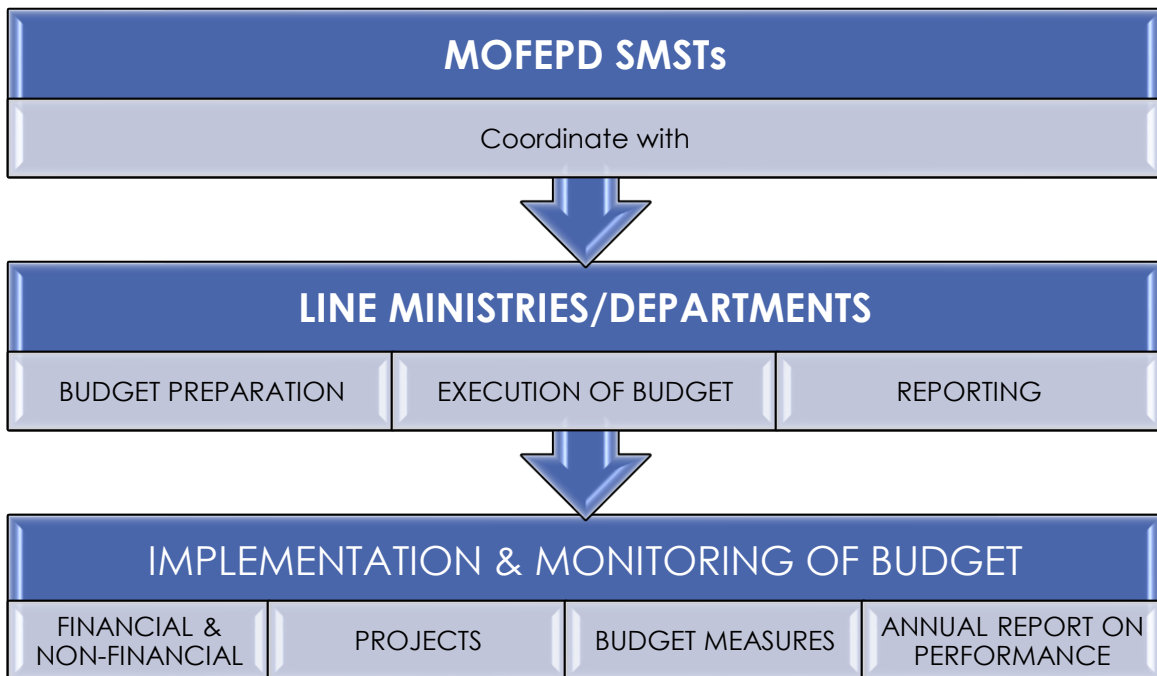 MOFEPD SMSTs
Coordinate with
LINE MINISTRIES/DEPARTMENTS
BUDGET PREPARATION
EXECUTION OF BUDGET
REPORTING
IMPLEMENTATION & MONITORING OF BUDGET
FINANCIAL &
NON-FINANCIAL
PROJECTS
BUDGET MEASURES
ANNUAL REPORT ON
PERFORMANCE